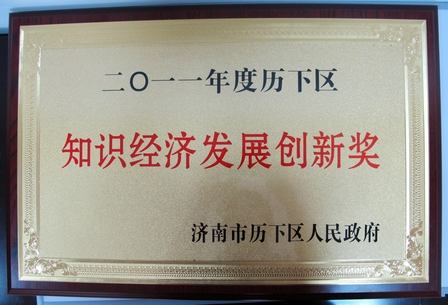 二〇一一年度历下区
知识经济发展创新奖
济南市历下区人民政府